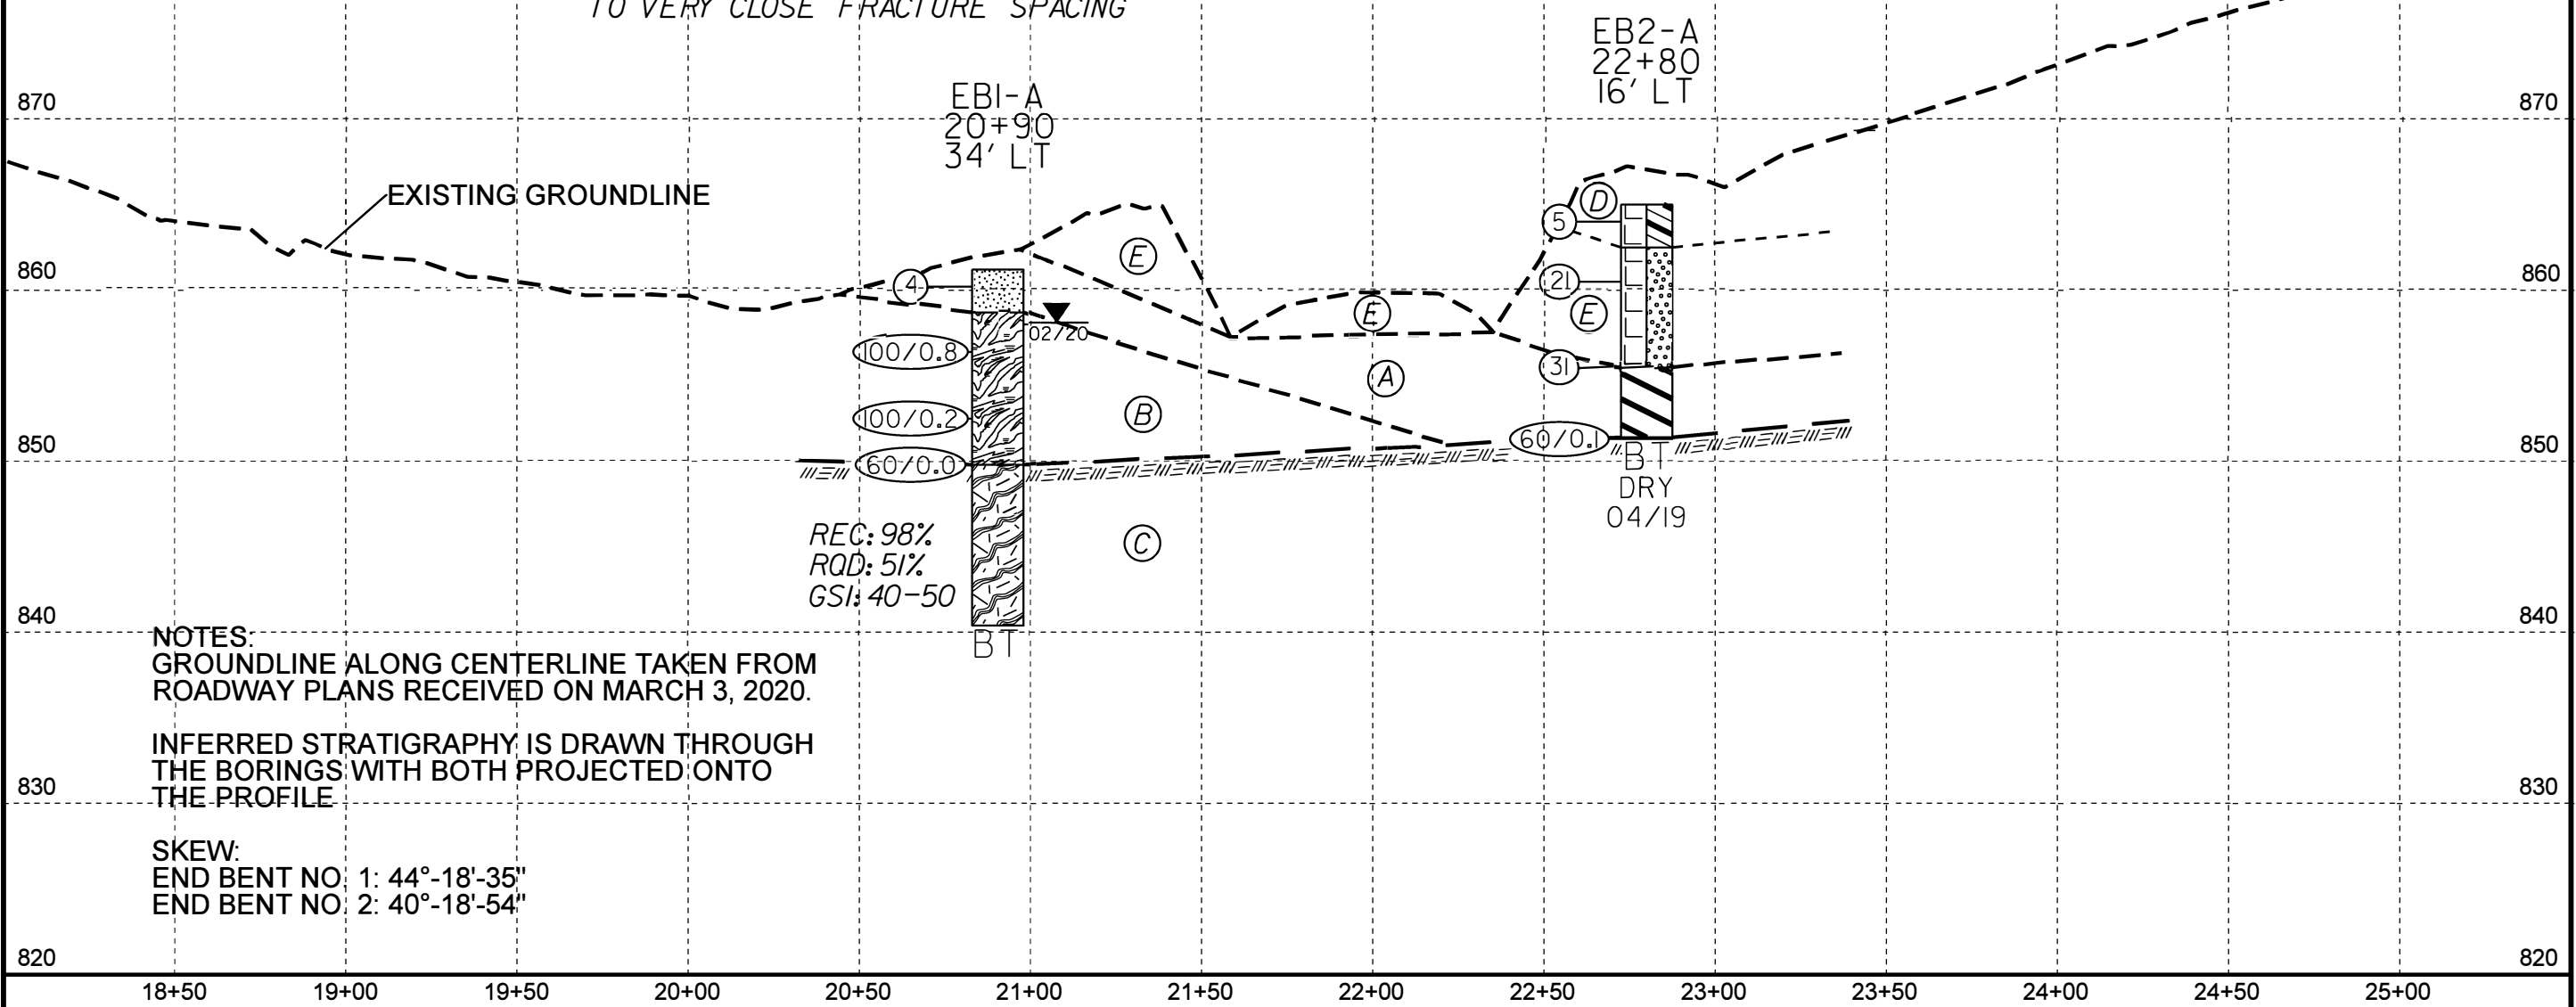 TO VERY CLOSE FRACTURE SPACING
EB2-A
22+80
16' LT
EB1-A
20+90
34' LT
870
870
EXISTING GROUNDLINE
D
5
E
4
860
860
21
E
E
02/20
100/0.8
31
A
100/0.2
B
850
60/0.0
60/0.1
850
BT
DRY
04/19
REC: 98%
RQD: 51%
GSI: 40-50
C
840
840
BT
NOTES:
GROUNDLINE ALONG CENTERLINE TAKEN FROM
ROADWAY PLANS RECEIVED ON MARCH 3, 2020.
INFERRED STRATIGRAPHY IS DRAWN THROUGH
THE BORINGS WITH BOTH PROJECTED ONTO
THE PROFILE
830
830
SKEW:
END BENT NO. 1: 44°-18'-35"
END BENT NO. 2: 40°-18'-54"
820
820
18+50 19+00 19+50 20+00 20+50 21+00 21+50 22+00 22+50 23+00 23+50 24+00 24+50 25+00